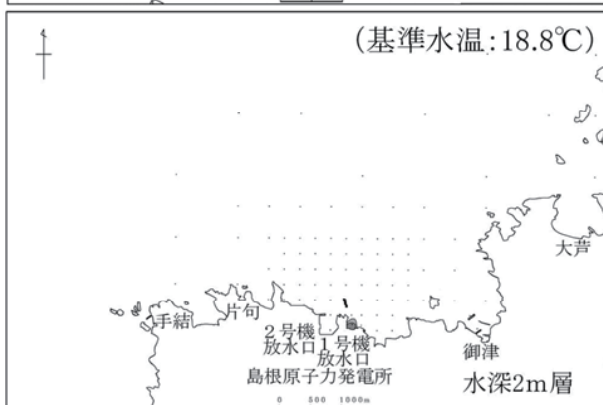 (基準水温:18.8℃)
大芦
手結
片句
2号機
放水口
1号機
放水口
御津
島根原子力発電所
水深2m層
0 500 1000m